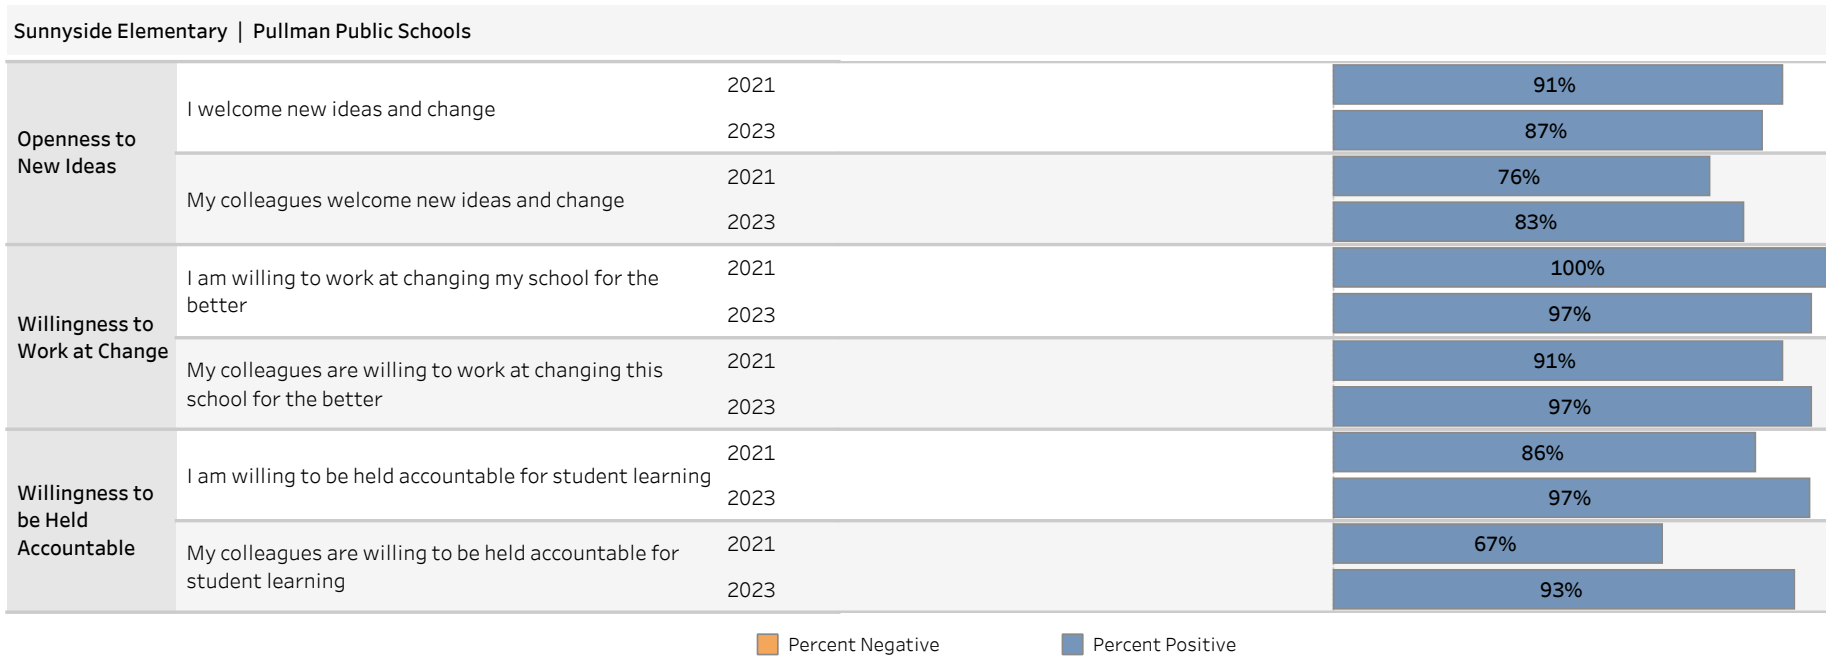 Sunnyside Elementary | Pullman Public Schools
Openness to
New Ideas
I welcome new ideas and change
2021
91%
2023
87%
My colleagues welcome new ideas and change
2021
76%
2023
83%
Willingness to
Work at Change
I am willing to work at changing my school for the
better
2021
100%
2023
97%
My colleagues are willing to work at changing this
school for the better
2021
91%
2023
97%
Willingness to
be Held
Accountable
I am willing to be held accountable for student learning
2021
86%
2023
97%
My colleagues are willing to be held accountable for
student learning
2021
67%
2023
93%
Percent Negative
Percent Positive